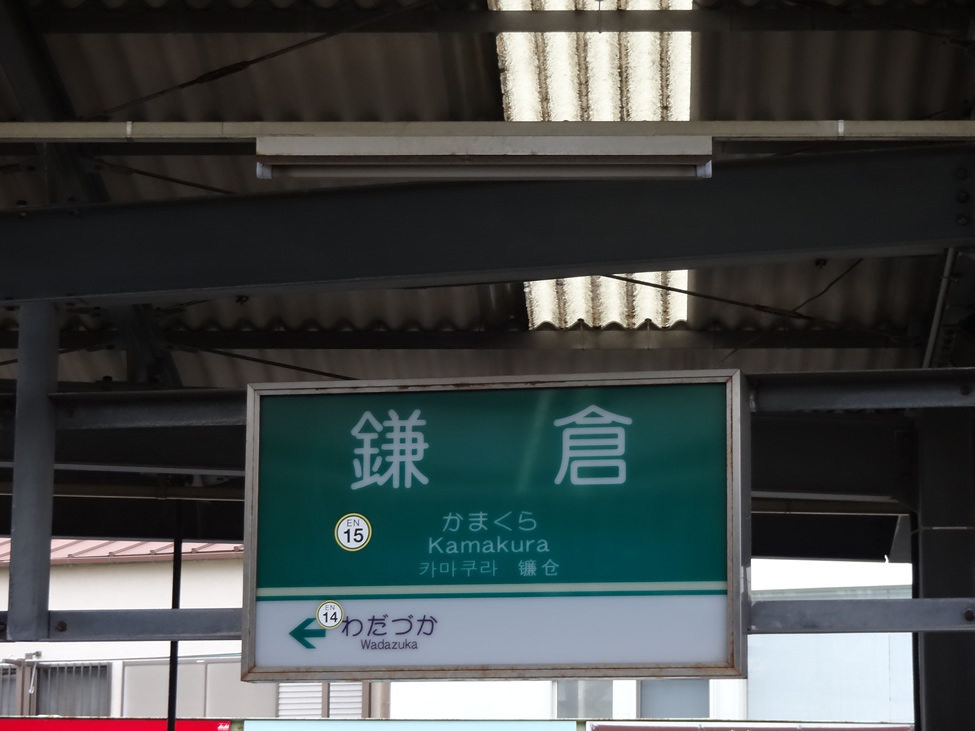 鎌倉
EN
15
かまくら
Kamakura
카마쿠라 镰仓
EN
14
わだづか
Wadazuka